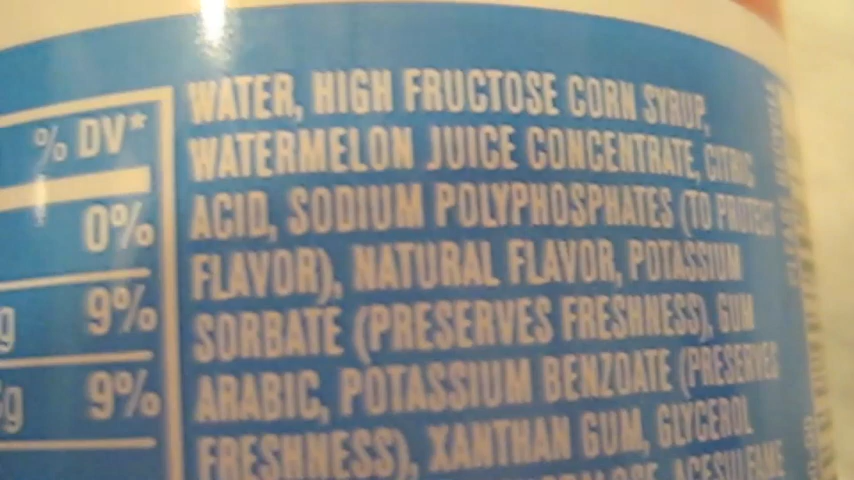 % DV*
0%
9%
9%
WATER, HIGH FRUCTOSE CORN SYRUP,
WATERMELON JUICE CONCENTRATE, CITRIC
ACID, SODIUM POLYPHOSPHATES (TO PROTECT
FLAVOR), NATURAL FLAVOR, POTASSIUM
SORBATE (PRESERVES FRESHNESS), GUM
ARABIC, POTASSIUM BENZOATE (PRESERVES
FRESHNESS), XANTHAN GUM, GLYCEROL
ACESULFAME